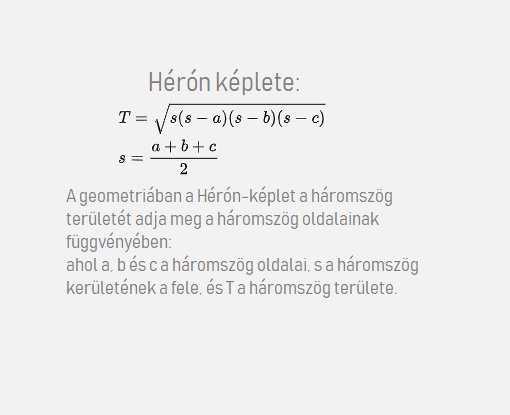 Hérón képlete:
T = √s(s − a)(s − b)(s − c)
s = a + b + c / 2
A geometriában a Hérón-képlet a háromszög
területét adja meg a háromszög oldalainak
függvényében:
ahol a, b és c a háromszög oldalai, s a háromszög
kerületének a fele, és T a háromszög területe.